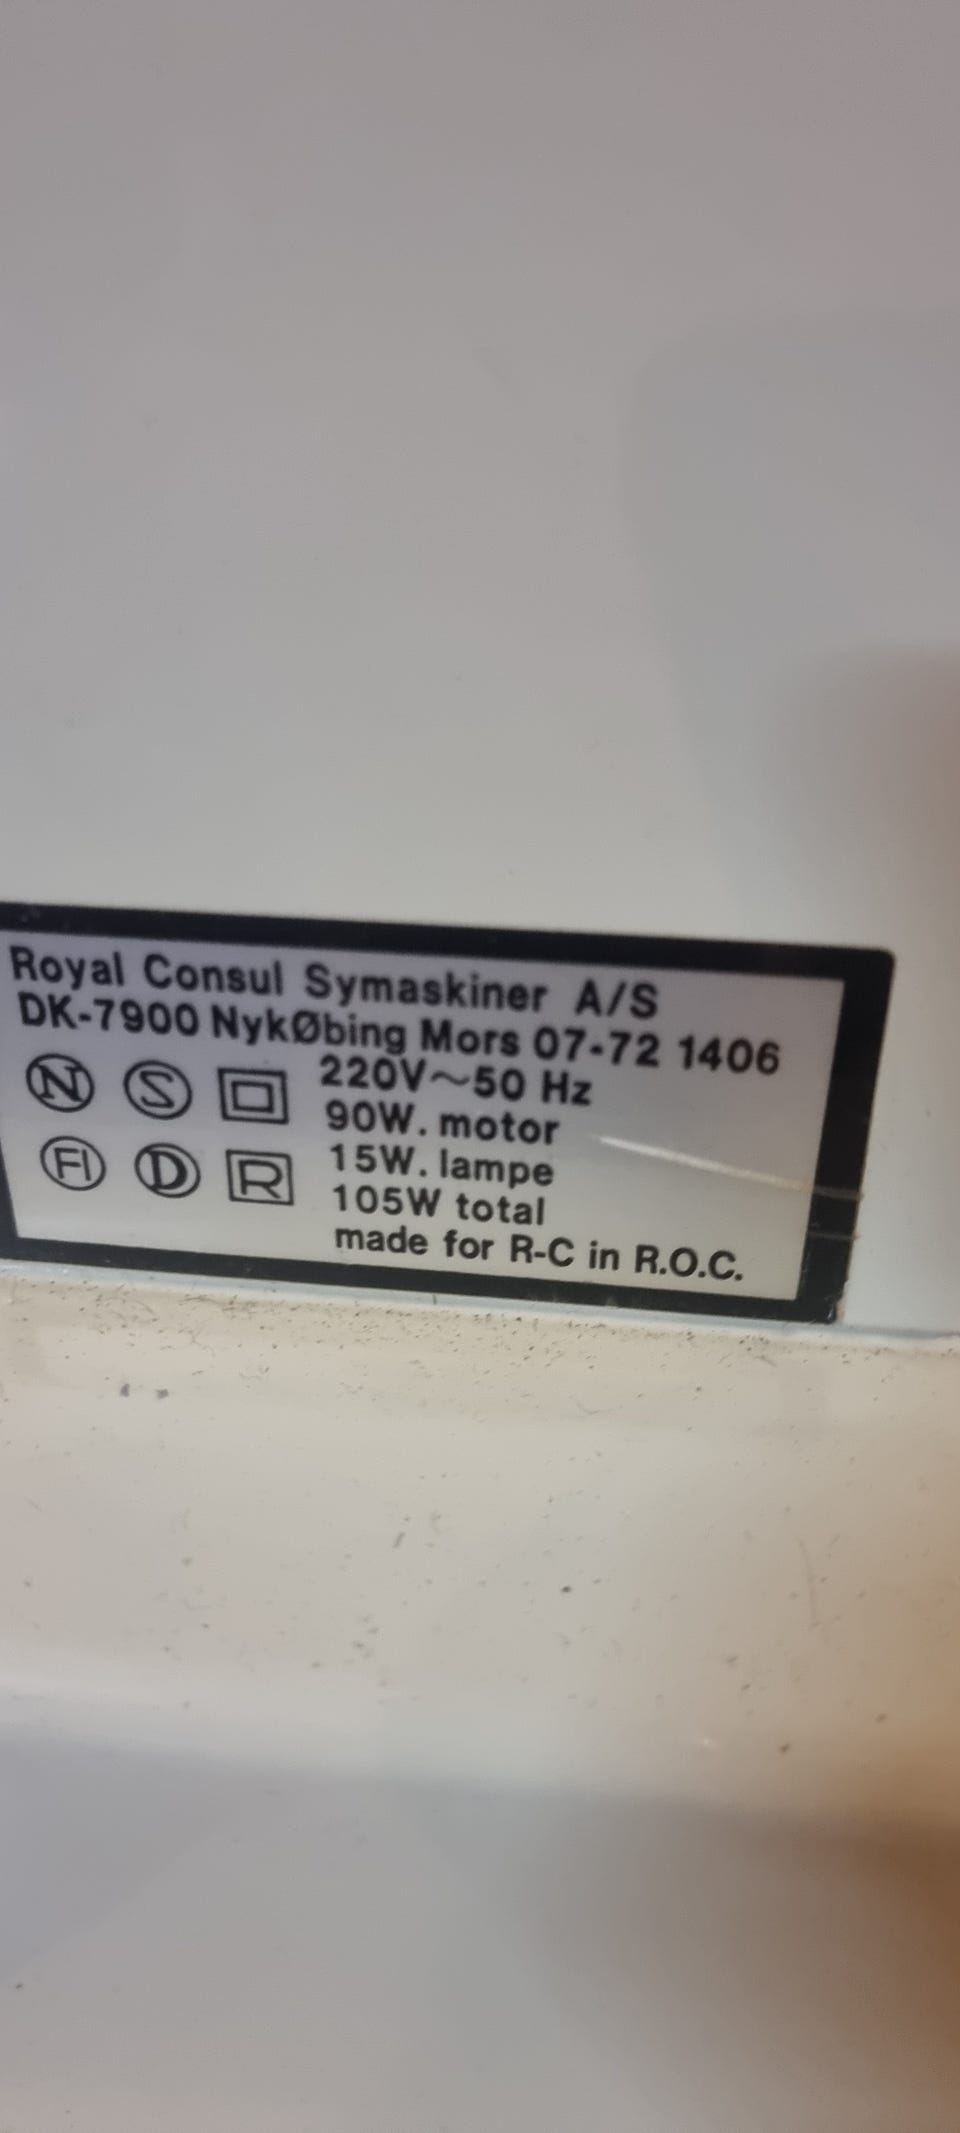 Royal Consul Symaskiner A/S
DK-7900 NykØbing Mors 07-72 1406
N S 220V~50 Hz
90W. motor
FI D R 15W. lampe
105W total
made for R-C in R.O.C.